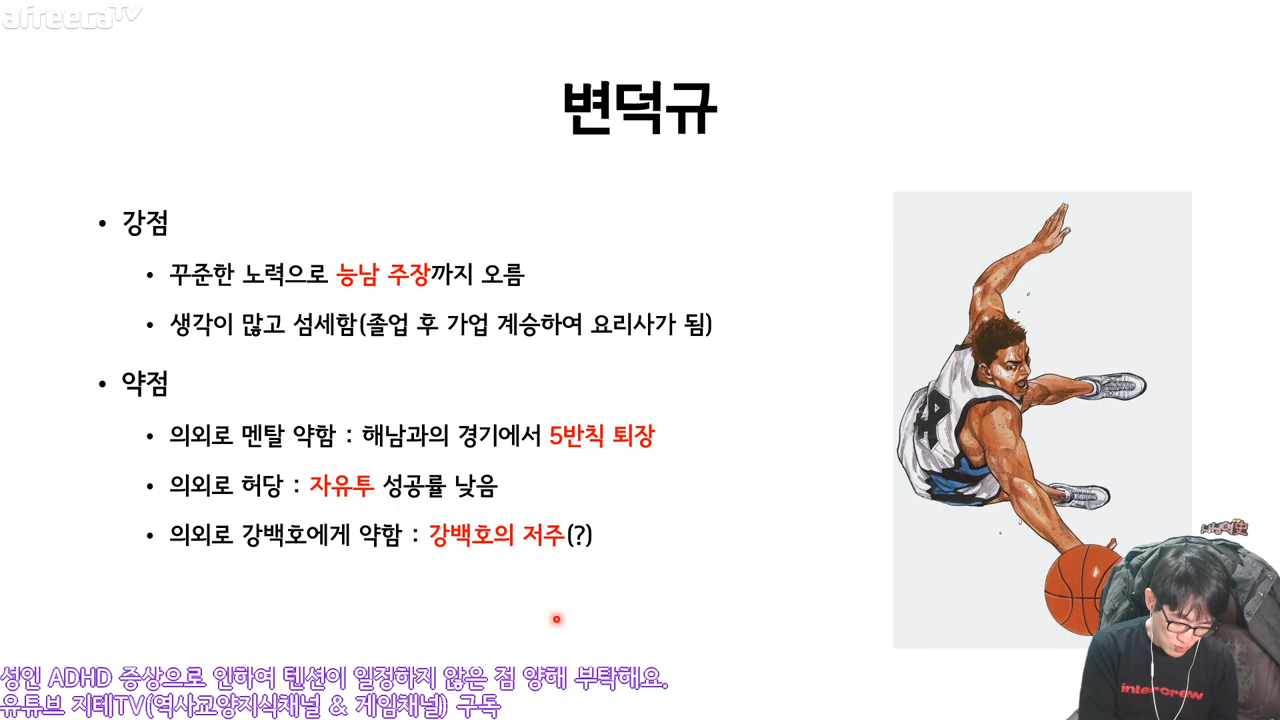 afreecaTV
변덕규
• 강점
• 꾸준한 노력으로 능남 주장까지 오름
• 생각이 많고 섬세함(졸업 후 가업 계승하여 요리사가 됨)
• 약점
• 의외로 멘탈 약함 : 해남과의 경기에서 5반칙 퇴장
• 의외로 허당 : 자유투 성공률 낮음
• 의외로 강백호에게 약함 : 강백호의 저주(?)
intercrew
성인 ADHD 증상으로 인하여 텐션이 일정하지 않은 점 양해 부탁해요.
유튜브 지테TV(역사교양지식채널 & 게임채널) 구독